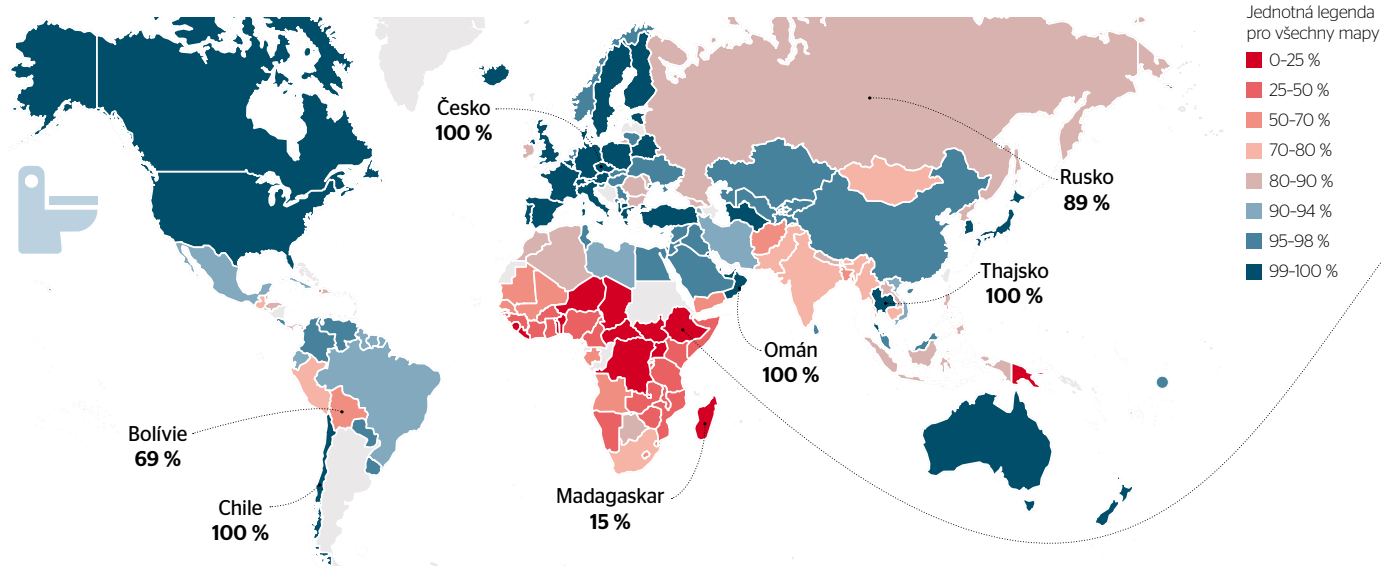 Jednotná legenda
pro všechny mapy
0–25 %
25–50 %
50–70 %
70–80 %
80–90 %
90–94 %
95–98 %
99–100 %
Česko
100 %
Rusko
89 %
Thajsko
100 %
Omán
100 %
Bolívie
69 %
Chile
100 %
Madagaskar
15 %